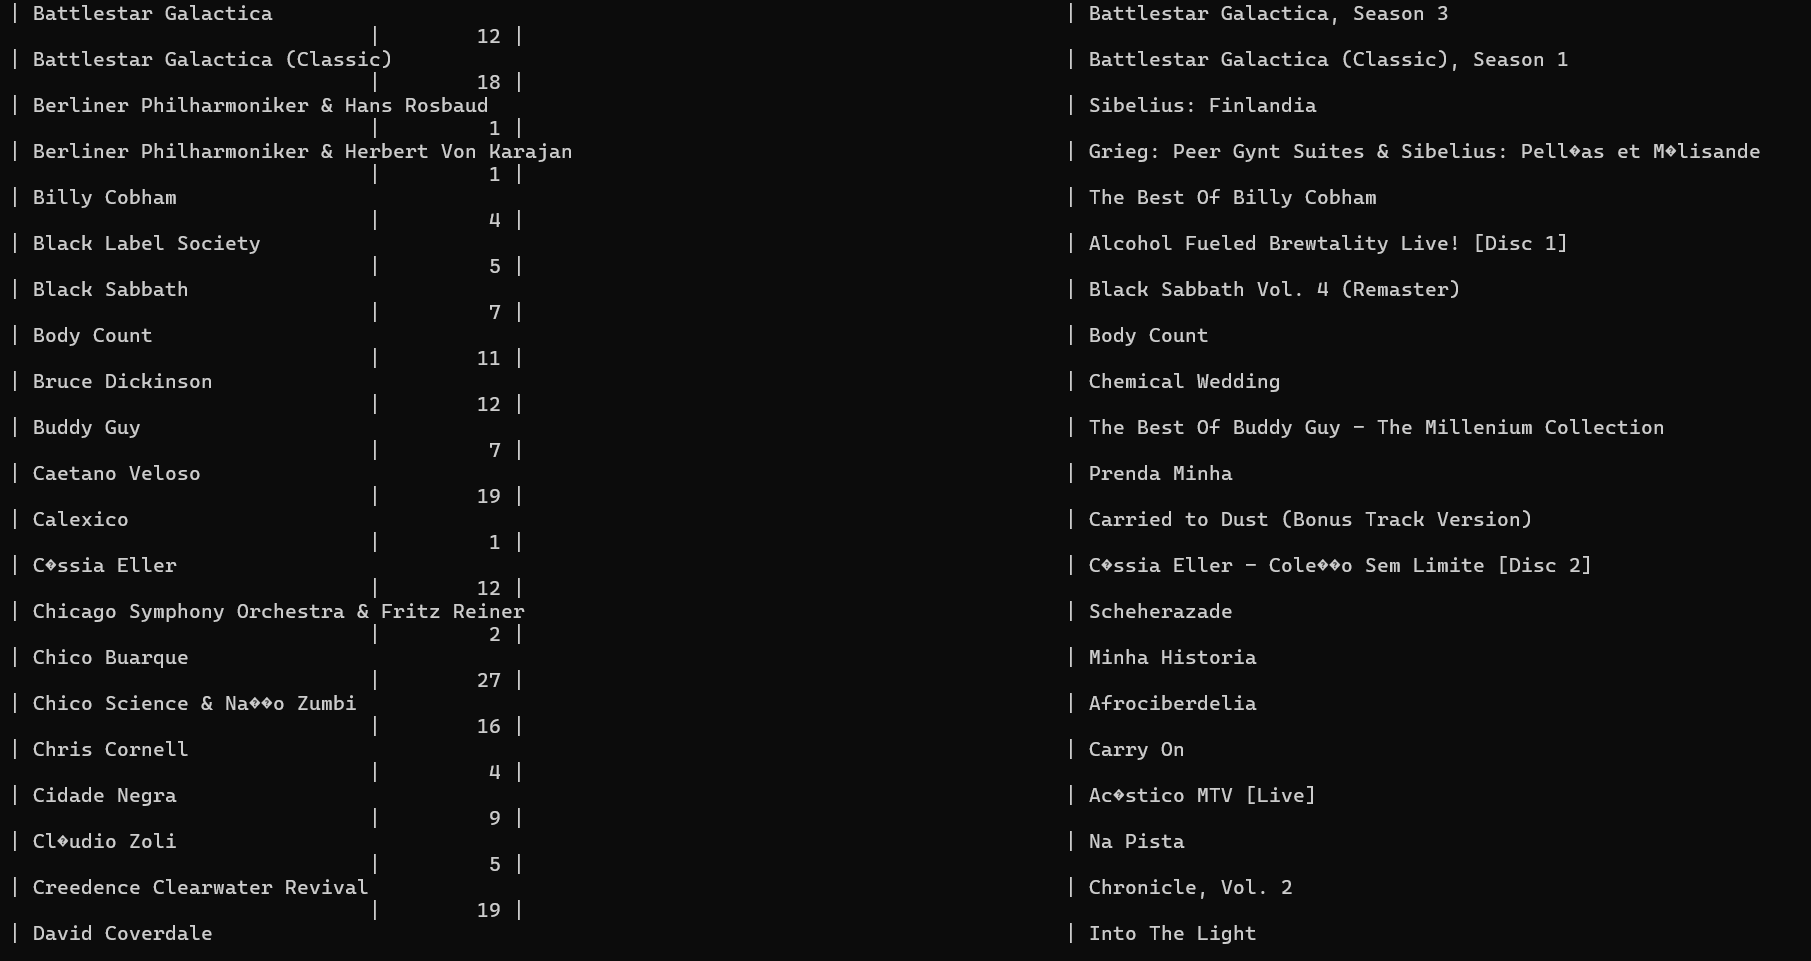 | Battlestar Galactica | Battlestar Galactica, Season 3
| 12 |
| Battlestar Galactica (Classic) | Battlestar Galactica (Classic), Season 1
| 18 |
| Berliner Philharmoniker & Hans Rosbaud | Sibelius: Finlandia
| 1 |
| Berliner Philharmoniker & Herbert Von Karajan | Grieg: Peer Gynt Suites & Sibelius: Pell�as et M�lisande
| 1 |
| Billy Cobham | The Best Of Billy Cobham
| 4 |
| Black Label Society | Alcohol Fueled Brewtality Live! [Disc 1]
| 5 |
| Black Sabbath | Black Sabbath Vol. 4 (Remaster)
| 7 |
| Body Count | Body Count
| 11 |
| Bruce Dickinson | Chemical Wedding
| 12 |
| Buddy Guy | The Best Of Buddy Guy - The Millenium Collection
| 7 |
| Caetano Veloso | Prenda Minha
| 19 |
| Calexico | Carried to Dust (Bonus Track Version)
| 1 |
| C�ssia Eller | C�ssia Eller - Cole��o Sem Limite [Disc 2]
| 12 |
| Chicago Symphony Orchestra & Fritz Reiner | Scheherazade
| 2 |
| Chico Buarque | Minha Historia
| 27 |
| Chico Science & Na��o Zumbi | Afrociberdelia
| 16 |
| Chris Cornell | Carry On
| 4 |
| Cidade Negra | Ac�stico MTV [Live]
| 9 |
| Cl�udio Zoli | Na Pista
| 5 |
| Creedence Clearwater Revival | Chronicle, Vol. 2
| 19 |
| David Coverdale | Into The Light